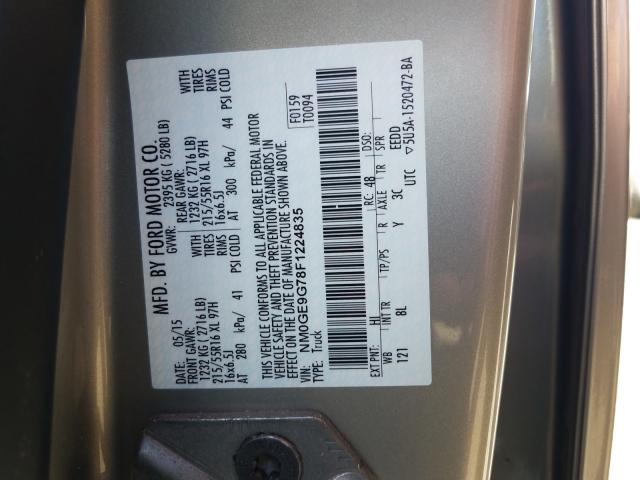 MFD. BY FORD MOTOR CO.
DATE: 05/15 GVWR: 2395 KG ( 5280 LB)
FRONT GAWR: REAR GAWR:
1232 KG ( 2716 LB) WITH 1232 KG ( 2716 LB) WITH
215/55R16 XL 97H TIRES 215/55R16 XL 97H TIRES
16x6.5J RIMS 16x6.5J RIMS
AT 280 kPa/ 41 PSI COLD AT 300 kPa/ 44 PSI COLD
THIS VEHICLE CONFORMS TO ALL APPLICABLE FEDERAL MOTOR
VEHICLE SAFETY AND THEFT PREVENTION STANDARDS IN
EFFECT ON THE DATE OF MANUFACTURE SHOWN ABOVE.
VIN: NM0GE9G78F1224835
TYPE: Truck
F0159
T0094
EXT PNT: HI RC: 48 DSO:
WB INT TR TP/PS R AXLE TR SPR
121 BL Y 3C EEDD
UTC ▽5U5A-1520472-BA